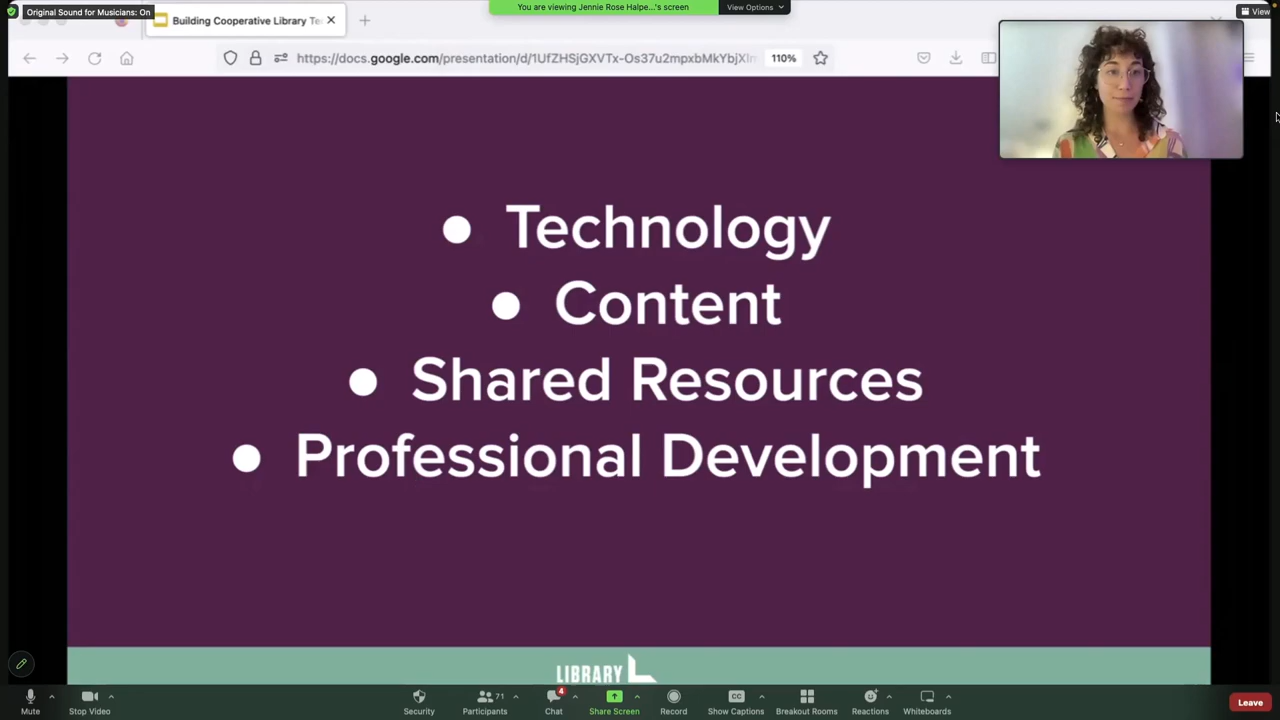 Original Sound for Musicians: On
Building Cooperative Library Te
You are viewing Jennie Rose Halpe...'s screen
View Options
View
https://docs.google.com/presentation/d/1UfZHSjGXVTx-Os37u2mpxbMkYbjXlm
110%
● Technology
● Content
● Shared Resources
● Professional Development
LIBRARY
Mute
Stop Video
Security
Participants
71
Chat
4
Share Screen
Record
CC
Show Captions
Breakout Rooms
Reactions
Whiteboards
Leave